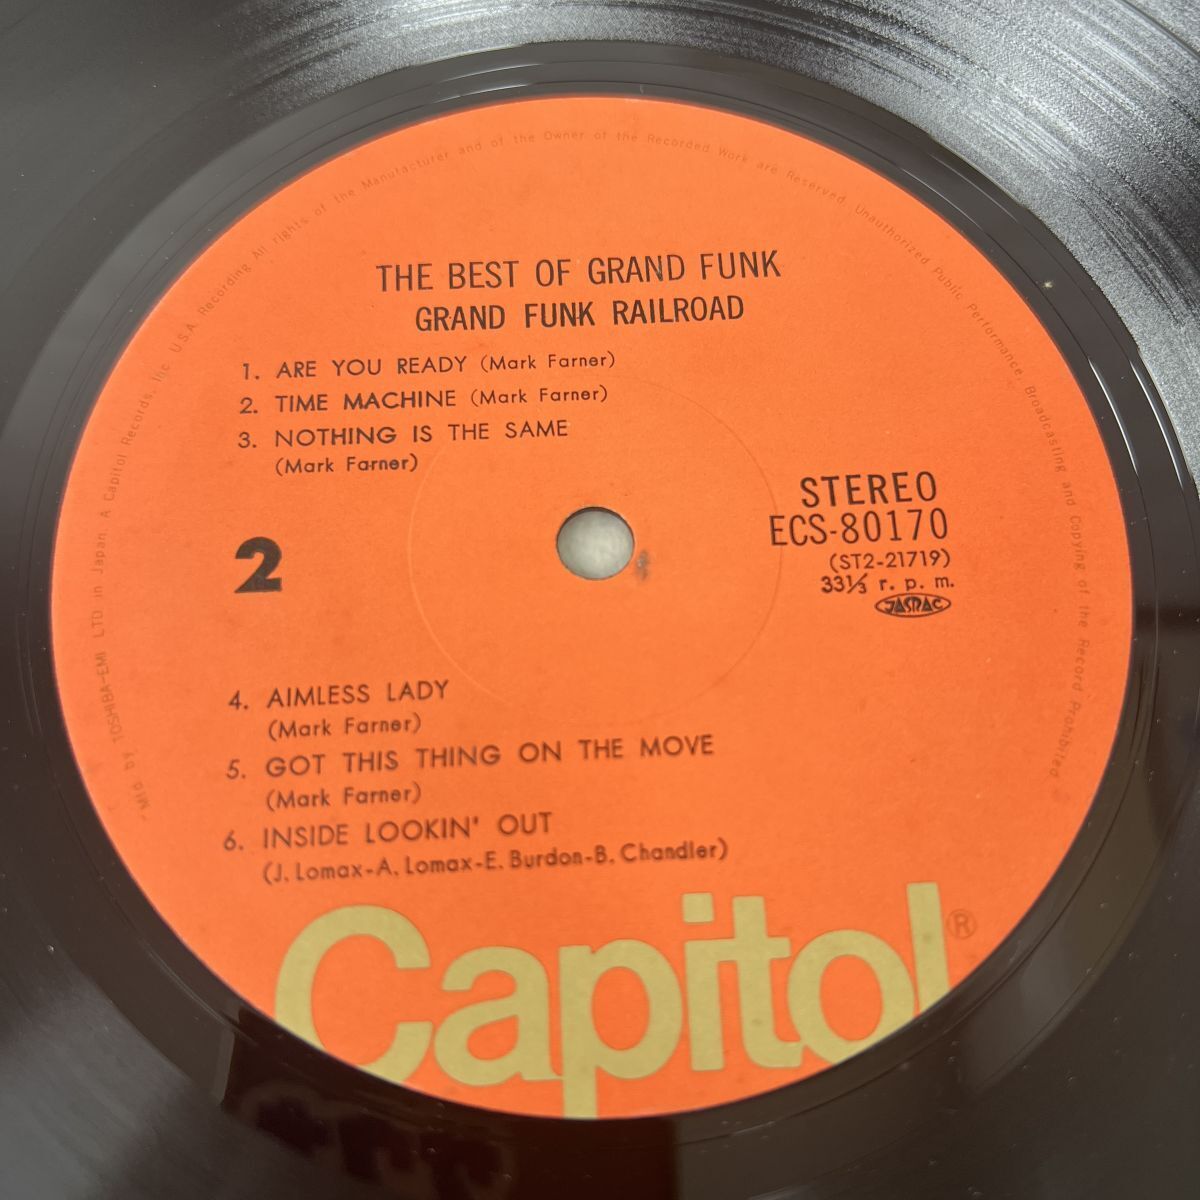 Mfd by TOSHIBA-EMI LTD in Japan A Capitol Records, Inc. U.S.A. Recording All rights of the Manufacturer and of the Owner of the Recorded Work are Reserved. Unauthorized Public Performance, Broadcasting and Copying of the Record Prohibited
THE BEST OF GRAND FUNK
GRAND FUNK RAILROAD
1. ARE YOU READY (Mark Farner)
2. TIME MACHINE (Mark Farner)
3. NOTHING IS THE SAME
(Mark Farner)
STEREO
ECS-80170
(ST2-21719)
33⅓ r. p. m.
JASRAC
2
4. AIMLESS LADY
(Mark Farner)
5. GOT THIS THING ON THE MOVE
(Mark Farner)
6. INSIDE LOOKIN' OUT
(J. Lomax-A. Lomax-E. Burdon-B. Chandler)
Capitol®